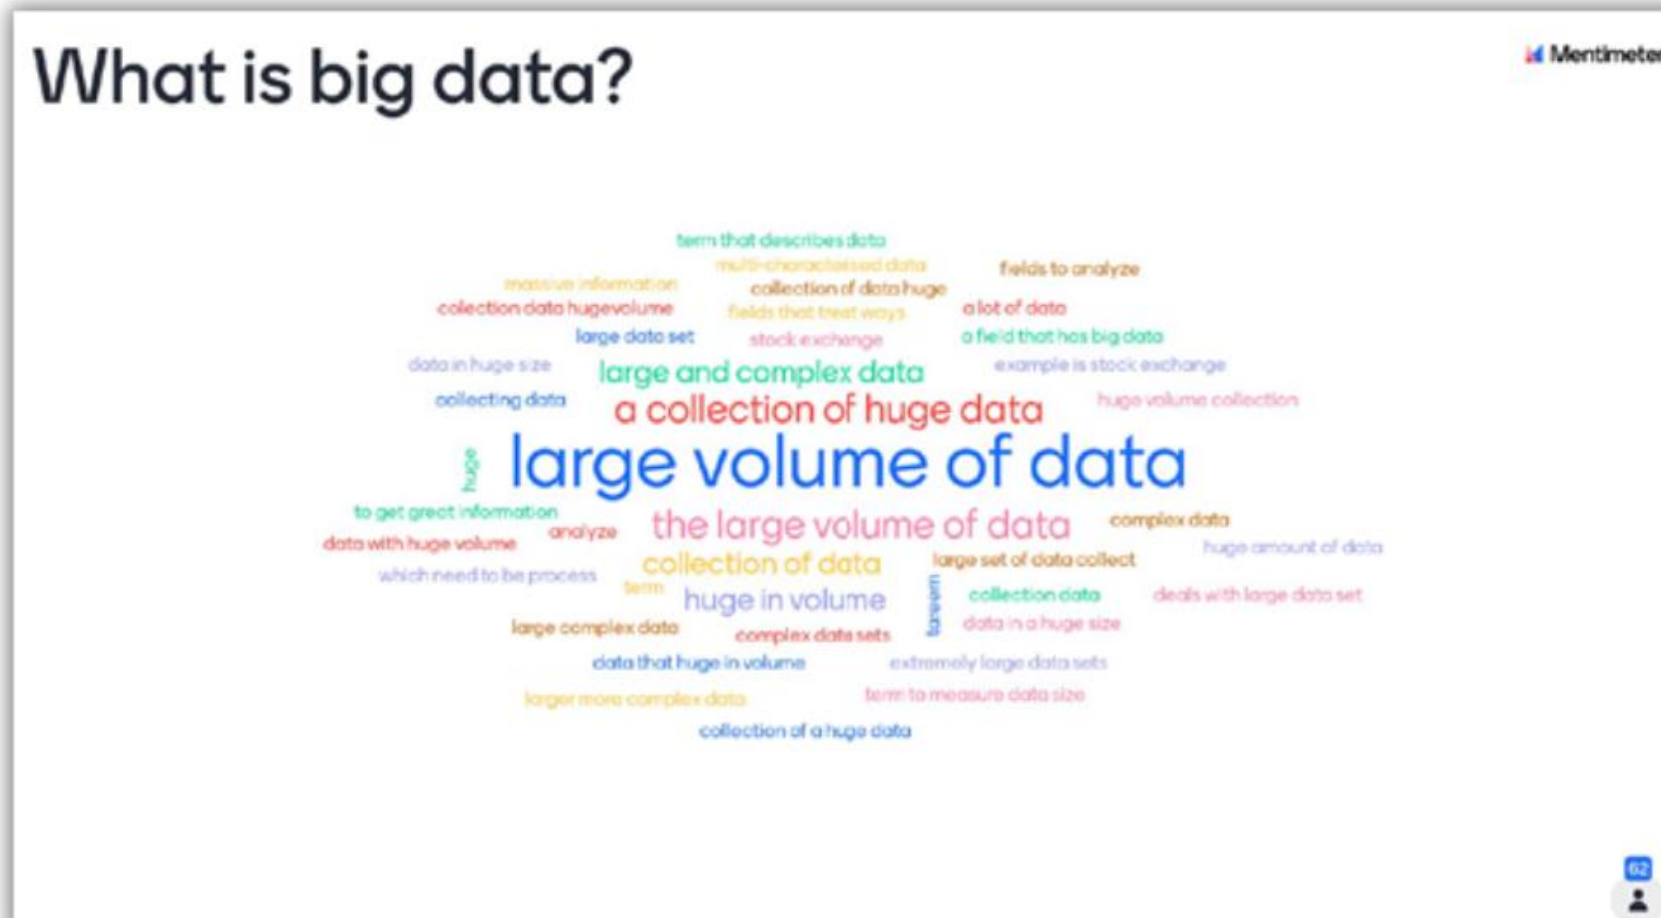 What is big data?
Mentimeter
term that describes data
multi-characterised data
fields to analyze
massive information
collection of data huge
colection data hugevolume
fields that treat ways
a lot of data
large data set
stock exchange
a field that has big data
data in huge size
large and complex data
example is stock exchange
collecting data
a collection of huge data
huge volume collection
huge
large volume of data
to get great information
analyze
the large volume of data
complex data
data with huge volume
huge amount of data
collection of data
large set of data collect
which need to be process
term
huge in volume
tareem
collection data
deals with large data set
large complex data
complex data sets
data in a huge size
data that huge in volume
extremely large data sets
larger more complex data
term to measure data size
collection of a huge data
62